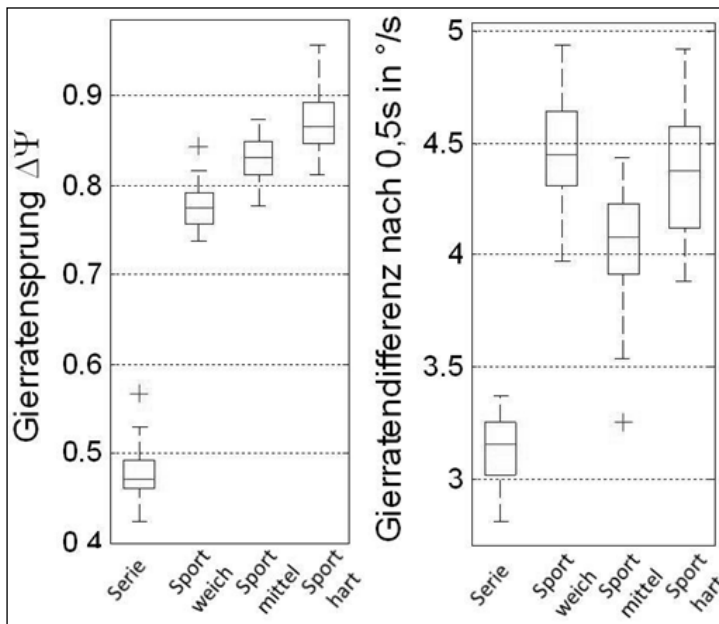 Gierratensprung ΔΨ
0.9
0.8
0.7
0.6
0.5
0 4
Serie
Sport
weich
Sport
mittel
Sport
hart
Gierratendifferenz nach 0,5s in °/s
5
4.5
4
3.5
3
Serie
Sport
weich
Sport
mittel
Sport
hart